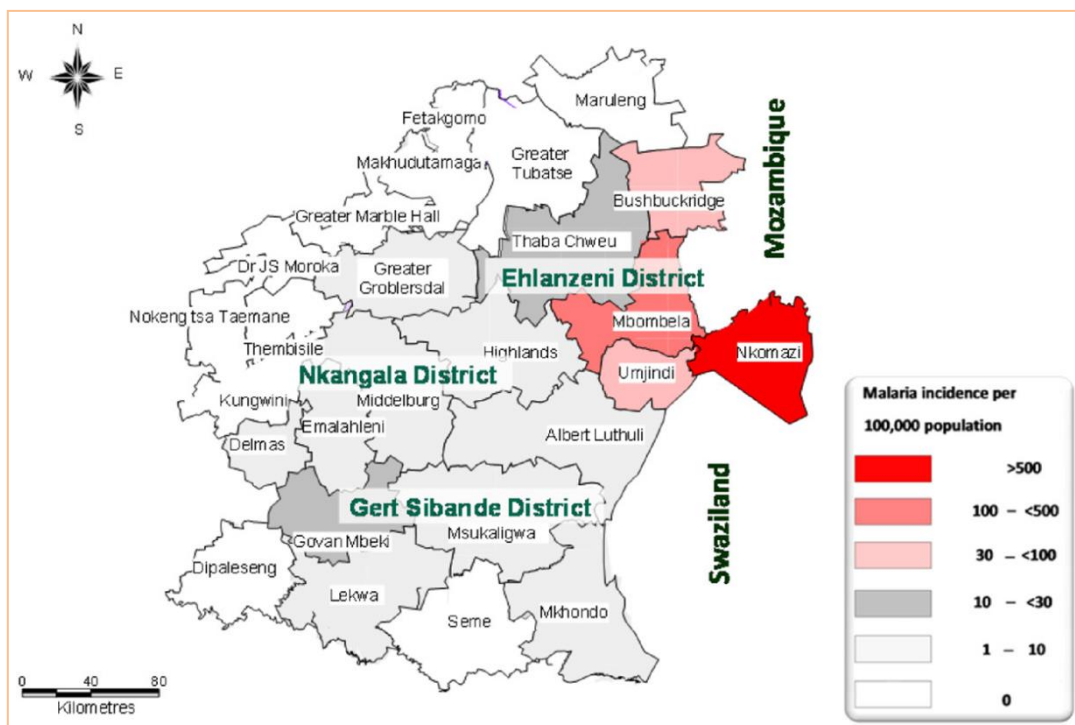 N
W
E
S
Maruleng
Fetakgomo
Makhudutamaga
Greater
Tubatse
Bushbuckridge
Mozambique
Greater Marble Hall
Thaba Chweu
Dr JS Moroka
Greater
Groblersdal
Ehlanzeni District
Nokeng tsa Taemane
Mbombela
Thembisile
Highlands
Nkomazi
Umjindi
Nkangala District
Kungwini
Middelburg
Emalahleni
Delmas
Albert Luthuli
Gert Sibande District
Msukaligwa
Govan Mbeki
Swaziland
Dipaleseng
Lekwa
Seme
Mkhondo
Malaria incidence per
100,000 population
>500
100 – <500
30 – <100
10 – <30
1 – 10
0
0 40 80
Kilometres